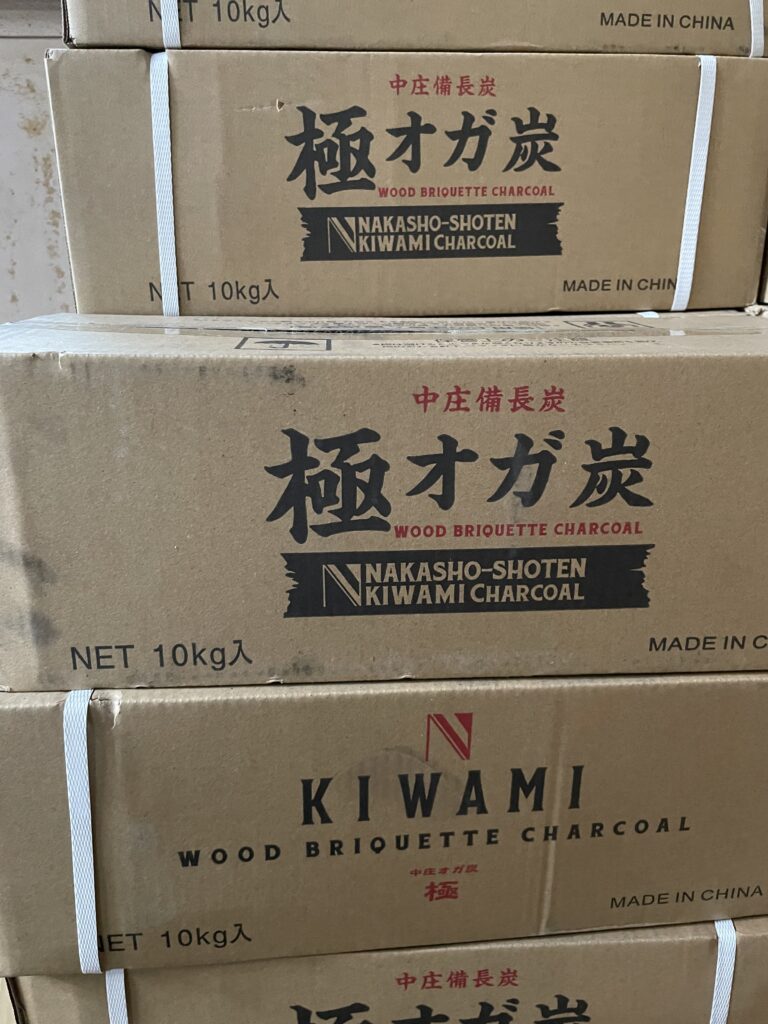 NET 10kg入
MADE IN CHINA
中庄備長炭
極オガ炭
WOOD BRIQUETTE CHARCOAL
NAKASHO-SHOTEN
KIWAMI CHARCOAL
NET 10kg入
MADE IN CHIN
中庄備長炭
極オガ炭
WOOD BRIQUETTE CHARCOAL
NAKASHO-SHOTEN
KIWAMI CHARCOAL
NET 10kg入
MADE IN C
N
KIWAMI
WOOD BRIQUETTE CHARCOAL
中庄オガ炭
極
MADE IN CHINA
NET 10kg入
中庄備長炭
極オガ炭